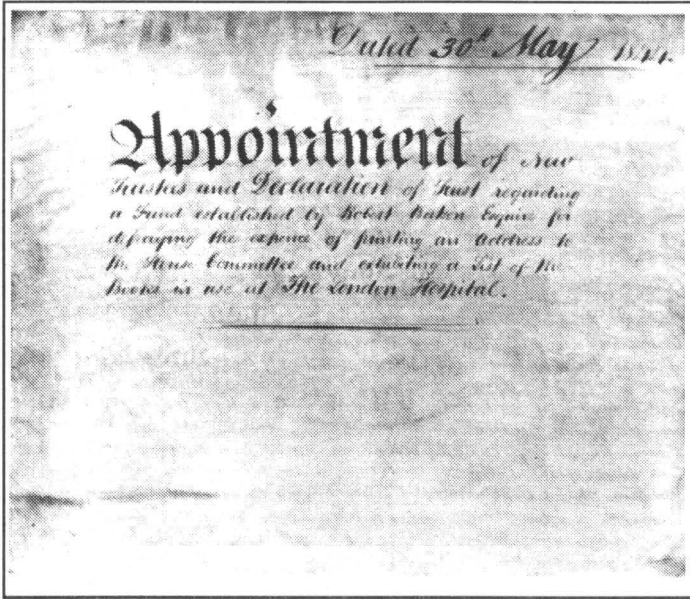 Dated 30th May 1844.
Appointment of New
Trustees and Declaration of Trust regarding
a Fund established by Robert Esquire for
defraying the expence of printing an Address to
the House Committee and exhibiting a List of the
Books in use at The London Hospital.